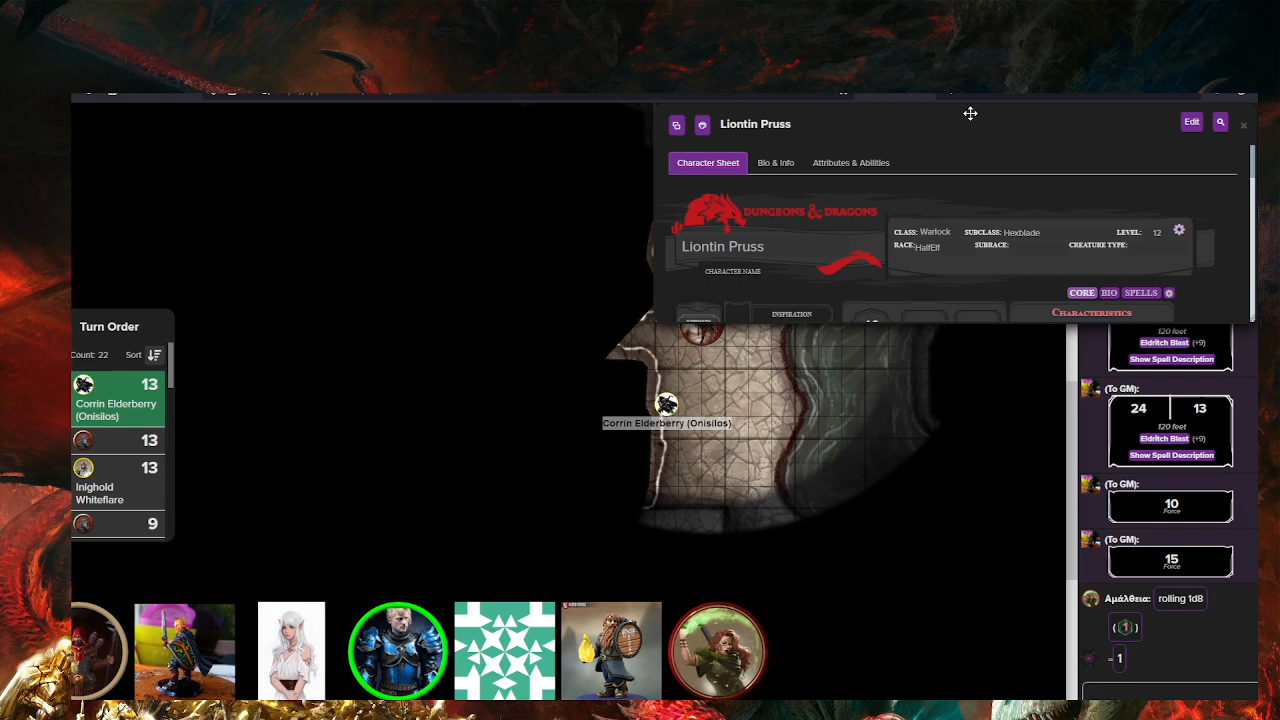 Liontin Pruss
Edit
Character Sheet
Bio & Info
Attributes & Abilities
DUNGEONS & DRAGONS
Liontin Pruss
CHARACTER NAME
CLASS: Warlock
SUBCLASS: Hexblade
LEVEL: 12
RACE: HalfElf
SUBRACE:
CREATURE TYPE:
CORE
BIO
SPELLS
INSPIRATION
CHARACTERISTICS
Turn Order
Count: 22
Sort
13
Corrin Elderberry
(Onisilos)
13
13
Inighold
Whiteflare
9
Corrin Elderberry (Onisilos)
120 feet
Eldritch Blast (+9)
Show Spell Description
(To GM):
24 13
120 feet
Eldritch Blast (+9)
Show Spell Description
(To GM):
10
Force
(To GM):
15
Force
Αμάλθεια: rolling 1d8
(1)
=1